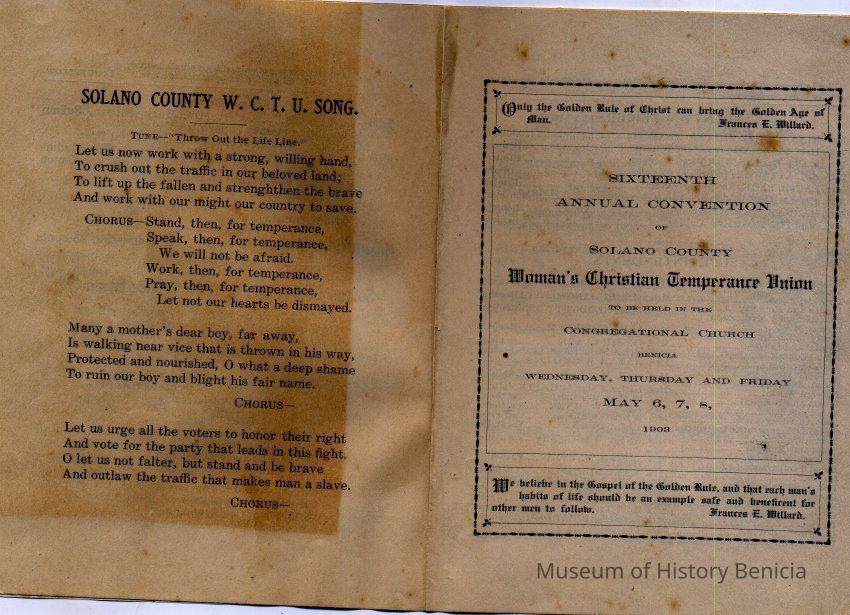 SOLANO COUNTY W. C. T. U. SONG.
TUNE—"Throw Out the Life Line."
Let us now work with a strong, willing hand,
To crush out the traffic in our beloved land;
To lift up the fallen and strenghthen the brave
And work with our might our country to save.
CHORUS—Stand, then, for temperance,
Speak, then, for temperance,
We will not be afraid.
Work, then, for temperance,
Pray, then, for temperance,
Let not our hearts be dismayed.
Many a mother's dear boy, far away,
Is walking near vice that is thrown in his way,
Protected and nourished, O what a deep shame
To ruin our boy and blight his fair name.
CHORUS—
Let us urge all the voters to honor their right
And vote for the party that leads in this fight.
O let us not falter, but stand and be brave
And outlaw the traffic that makes man a slave.
CHORUS—
Only the Golden Rule of Christ can bring the Golden Age of
Man. Frances E. Willard.
SIXTEENTH
ANNUAL CONVENTION
OF
SOLANO COUNTY
Woman's Christian Temperance Union
TO BE HELD IN THE
CONGREGATIONAL CHURCH
BENICIA
WEDNESDAY, THURSDAY AND FRIDAY
MAY 6, 7, 8,
1903
We believe in the Gospel of the Golden Rule, and that each man's
habits of life should be an example safe and beneficent for
other men to follow. Frances E. Willard.
Museum of History Benicia